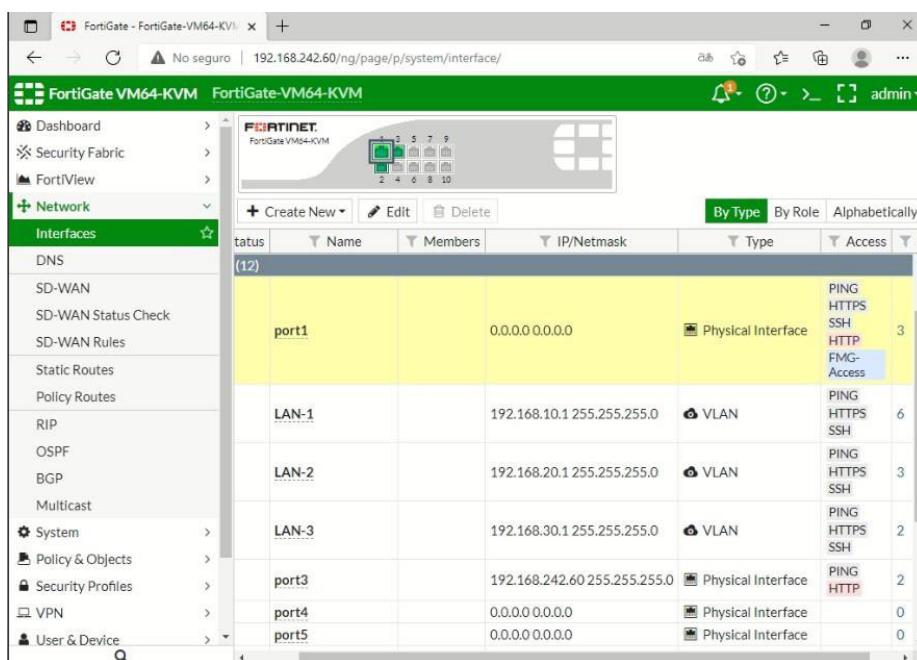 FortiGate - FortiGate-VM64-KV
No seguro 192.168.242.60/ng/page/p/system/interface/
FortiGate VM64-KVM FortiGate-VM64-KVM 1 admin
Dashboard
Security Fabric
FortiView
Network
Interfaces
DNS
SD-WAN
SD-WAN Status Check
SD-WAN Rules
Static Routes
Policy Routes
RIP
OSPF
BGP
Multicast
System
Policy & Objects
Security Profiles
VPN
User & Device
FORTINET.
FortiGate VM64-KVM
1 3 5 7 9
2 4 6 8 10
+ Create New Edit Delete By Type By Role Alphabetically
tatus Name Members IP/Netmask Type Access
(12)
port1 0.0.0.0 0.0.0.0 Physical Interface PING HTTPS SSH HTTP FMG-Access 3
LAN-1 192.168.10.1 255.255.255.0 VLAN PING HTTPS SSH 6
LAN-2 192.168.20.1 255.255.255.0 VLAN PING HTTPS SSH 3
LAN-3 192.168.30.1 255.255.255.0 VLAN PING HTTPS SSH 2
port3 192.168.242.60 255.255.255.0 Physical Interface PING HTTP 2
port4 0.0.0.0 0.0.0.0 Physical Interface 0
port5 0.0.0.0 0.0.0.0 Physical Interface 0